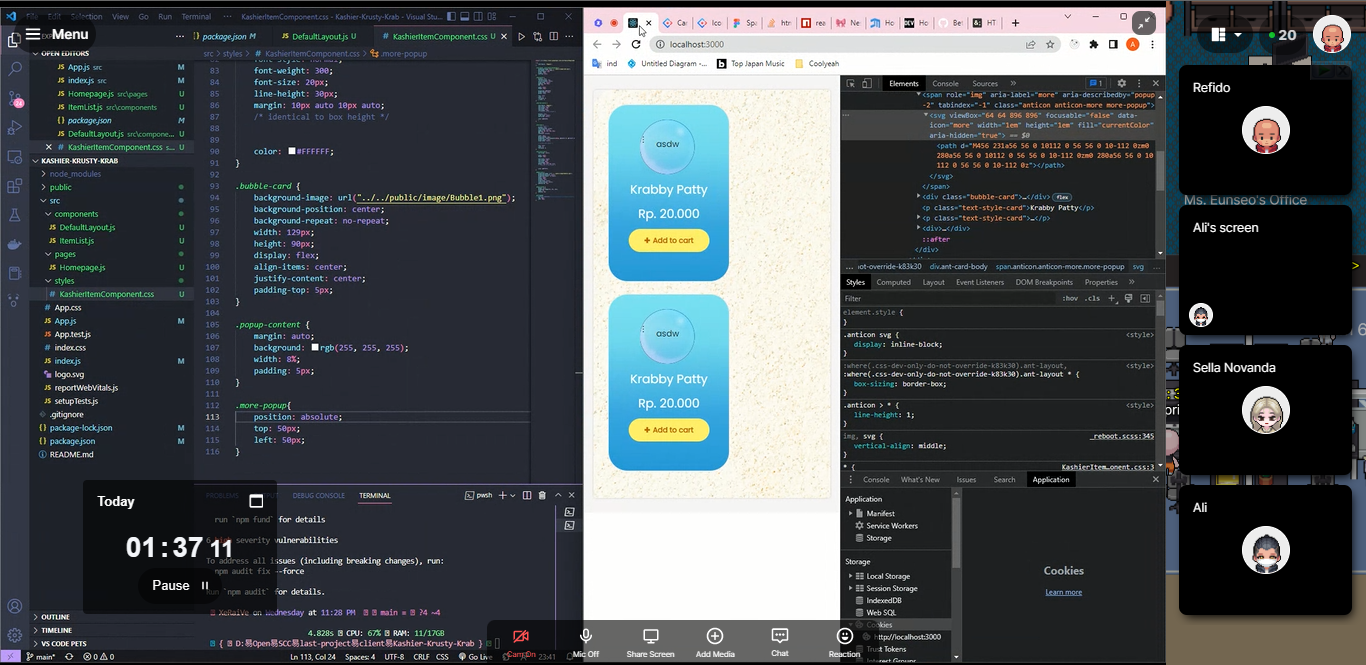 File Edit Selection View Go Run Terminal ··· KashierItemComponent.css - Kashier-Krusty-Krab - Visual Stu...
Menu
package.json M
DefaultLayout.js U
KashierItemComponent.css U
src > styles > # KashierItemComponent.css > .more-popup
OPEN EDITORS
JS App.js src M
JS index.js src M
JS Homepage.js src\pages U
JS ItemList.js src\components U
{} package.json M
JS DefaultLayout.js src\compone... U
# KashierItemComponent.css s... U
KASHIER-KRUSTY-KRAB
node_modules
public
src
components
JS DefaultLayout.js U
JS ItemList.js U
pages
JS Homepage.js U
styles
# KashierItemComponent.css U
# App.css
JS App.js M
App.test.js
# index.css
JS index.js M
logo.svg
JS reportWebVitals.js
JS setupTests.js
.gitignore
{} package-lock.json M
{} package.json M
README.md
OUTLINE
TIMELINE
VS CODE PETS
24
83 font-weight: 300;
84 font-size: 20px;
85 line-height: 30px;
86 margin: 10px auto 10px auto;
87 /* identical to box height */
88
89
90 color: #FFFFFF;
91 }
92
93 .bubble-card {
94 background-image: url("../../public/image/Bubble1.png");
95 background-position: center;
96 background-repeat: no-repeat;
97 width: 129px;
98 height: 90px;
99 display: flex;
100 align-items: center;
101 justify-content: center;
102 padding-top: 5px;
103 }
104
105 .popup-content {
106 margin: auto;
107 background: rgb(255, 255, 255);
108 width: 8%;
109 padding: 5px;
110 }
111
112 .more-popup{
113 position: absolute;
114 top: 50px;
115 left: 50px;
116 }
DEBUG CONSOLE TERMINAL
pwsh
run `npm fund` for details
severity vulnerabilities
To address all issues (including breaking changes), run:
npm audit fix --force
Run `npm audit` for details.
XeRaiVe on Wednesday at 11:28 PM main = ?4 ~4
4.828s CPU: 67% RAM: 11/17GB
Today
01:37 11
Pause
main* 0 0
Ln 113, Col 24 Spaces: 4 UTF-8 CRLF CSS Go Live 23:41
localhost:3000
ind
Untitled Diagram -...
Top Japan Music
Coolyeah
asdw
Krabby Patty
Rp. 20.000
+ Add to cart
asdw
Krabby Patty
Rp. 20.000
+ Add to cart
Elements Console Sources » 1
<span role="img" aria-label="more" aria-describedby="popup
-2" tabindex="-1" class="anticon anticon-more more-popup">
<svg viewBox="64 64 896 896" focusable="false" data-
icon="more" width="1em" height="1em" fill="currentColor"
aria-hidden="true"> == $0
<path d="M456 231a56 56 0 10112 0 56 56 0 10-112 0zm0
280a56 56 0 10112 0 56 56 0 10-112 0zm0 280a56 56 0 10
112 0 56 56 0 10-112 0z"></path>
</svg>
</span>
<div class="bubble-card">…</div> flex
<p class="text-style-card">Krabby Patty</p>
<p class="text-style-card">…</p>
<div>…</div>
::after
</div>
... not-override-k83k30 div.ant-card-body span.anticon.anticon-more.more-popup svg ...
Styles Computed Layout Event Listeners DOM Breakpoints Properties »
Filter :hov .cls
element.style {
}
.anticon svg { <style>
display: inline-block;
}
:where(.css-dev-only-do-not-override-k83k30).ant-layout, <style>
:where(.css-dev-only-do-not-override-k83k30).ant-layout * {
box-sizing: border-box;
}
.anticon > * { <style>
line-height: 1;
}
img, svg { _reboot.scss:345
vertical-align: middle;
}
* { KashierItem…onent.css:3
Console What's New Issues Search Application
Application
Manifest
Service Workers
Storage
Storage
Local Storage
Session Storage
IndexedDB
Web SQL
Cookies
http://localhost:3000
Trust Tokens
Interest Groups
Cookies
Learn more
Cam On
Mic Off
Share Screen
Add Media
Chat
Reaction
20
Refido
Ms. Eunseo's Office
Ali's screen
Sella Novanda
Ali